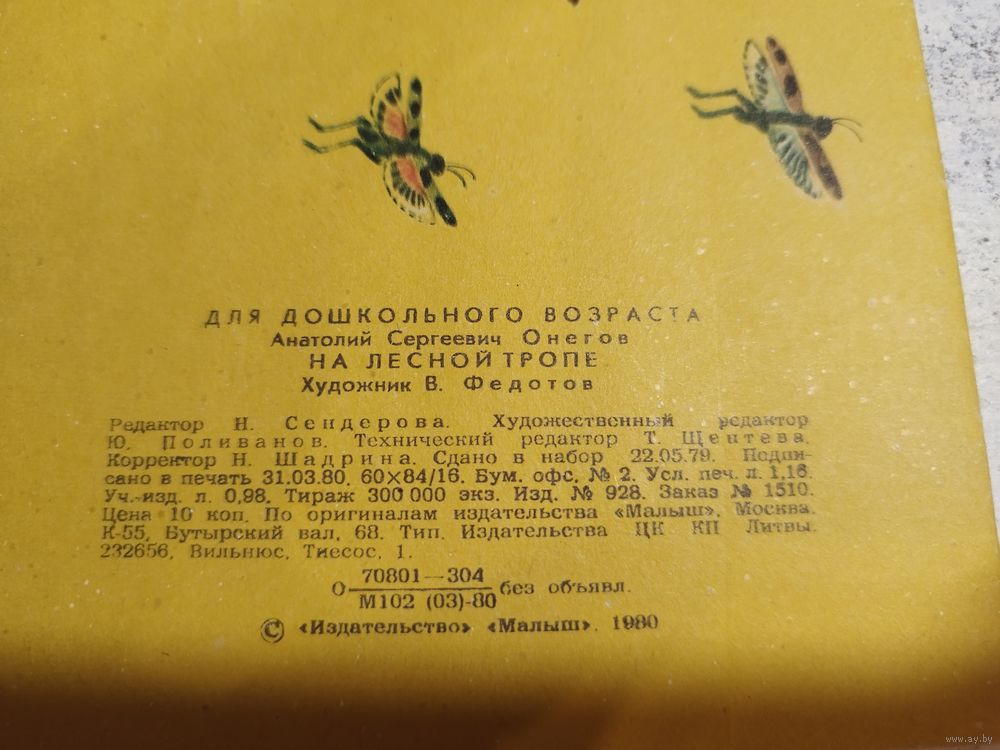 ДЛЯ ДОШКОЛЬНОГО ВОЗРАСТА
Анатолий Сергеевич Онегов
НА ЛЕСНОЙ ТРОПЕ
Художник В. Федотов
Редактор Н. Сендерова. Художественный редактор
Ю. Поливанов. Технический редактор Т. Щептева.
Корректор Н. Шадрина. Сдано в набор 22.05.79. Подпи-
сано в печать 31.03.80. 60×84/16. Бум. офс. № 2. Усл. печ. л. 1,16.
Уч.-изд. л. 0,98. Тираж 300 000 экз. Изд. № 928. Заказ № 1510.
Цена 10 коп. По оригиналам издательства «Малыш». Москва.
К-55, Бутырский вал, 68. Тип. Издательства ЦК КП Литвы
232656, Вильнюс, Тиесос, 1.
О 70801—304 без объявл.
М102 (03)-80
© «Издательство» «Малыш». 1980
www.ay.by